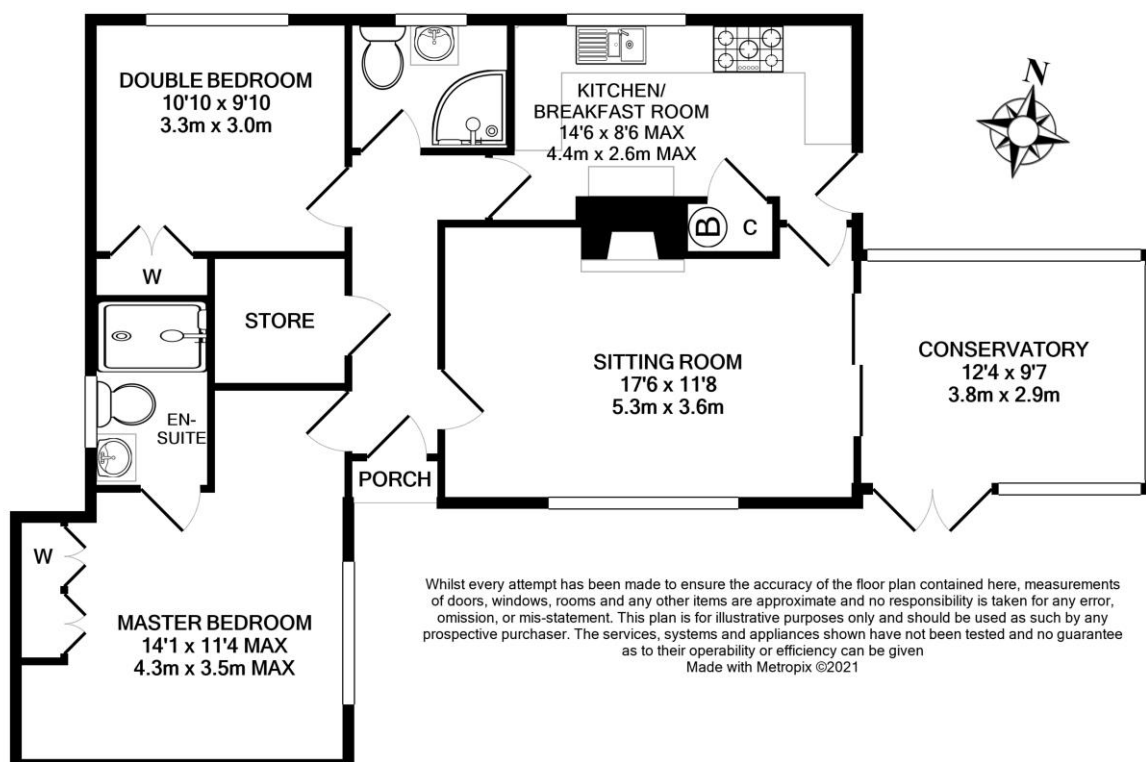 DOUBLE BEDROOM
10'10 x 9'10
3.3m x 3.0m
W
KITCHEN/
BREAKFAST ROOM
14'6 x 8'6 MAX
4.4m x 2.6m MAX
N
B
C
STORE
SITTING ROOM
17'6 x 11'8
5.3m x 3.6m
CONSERVATORY
12'4 x 9'7
3.8m x 2.9m
EN-
SUITE
PORCH
W
MASTER BEDROOM
14'1 x 11'4 MAX
4.3m x 3.5m MAX
Whilst every attempt has been made to ensure the accuracy of the floor plan contained here, measurements
of doors, windows, rooms and any other items are approximate and no responsibility is taken for any error,
omission, or mis-statement. This plan is for illustrative purposes only and should be used as such by any
prospective purchaser. The services, systems and appliances shown have not been tested and no guarantee
as to their operability or efficiency can be given
Made with Metropix ©2021